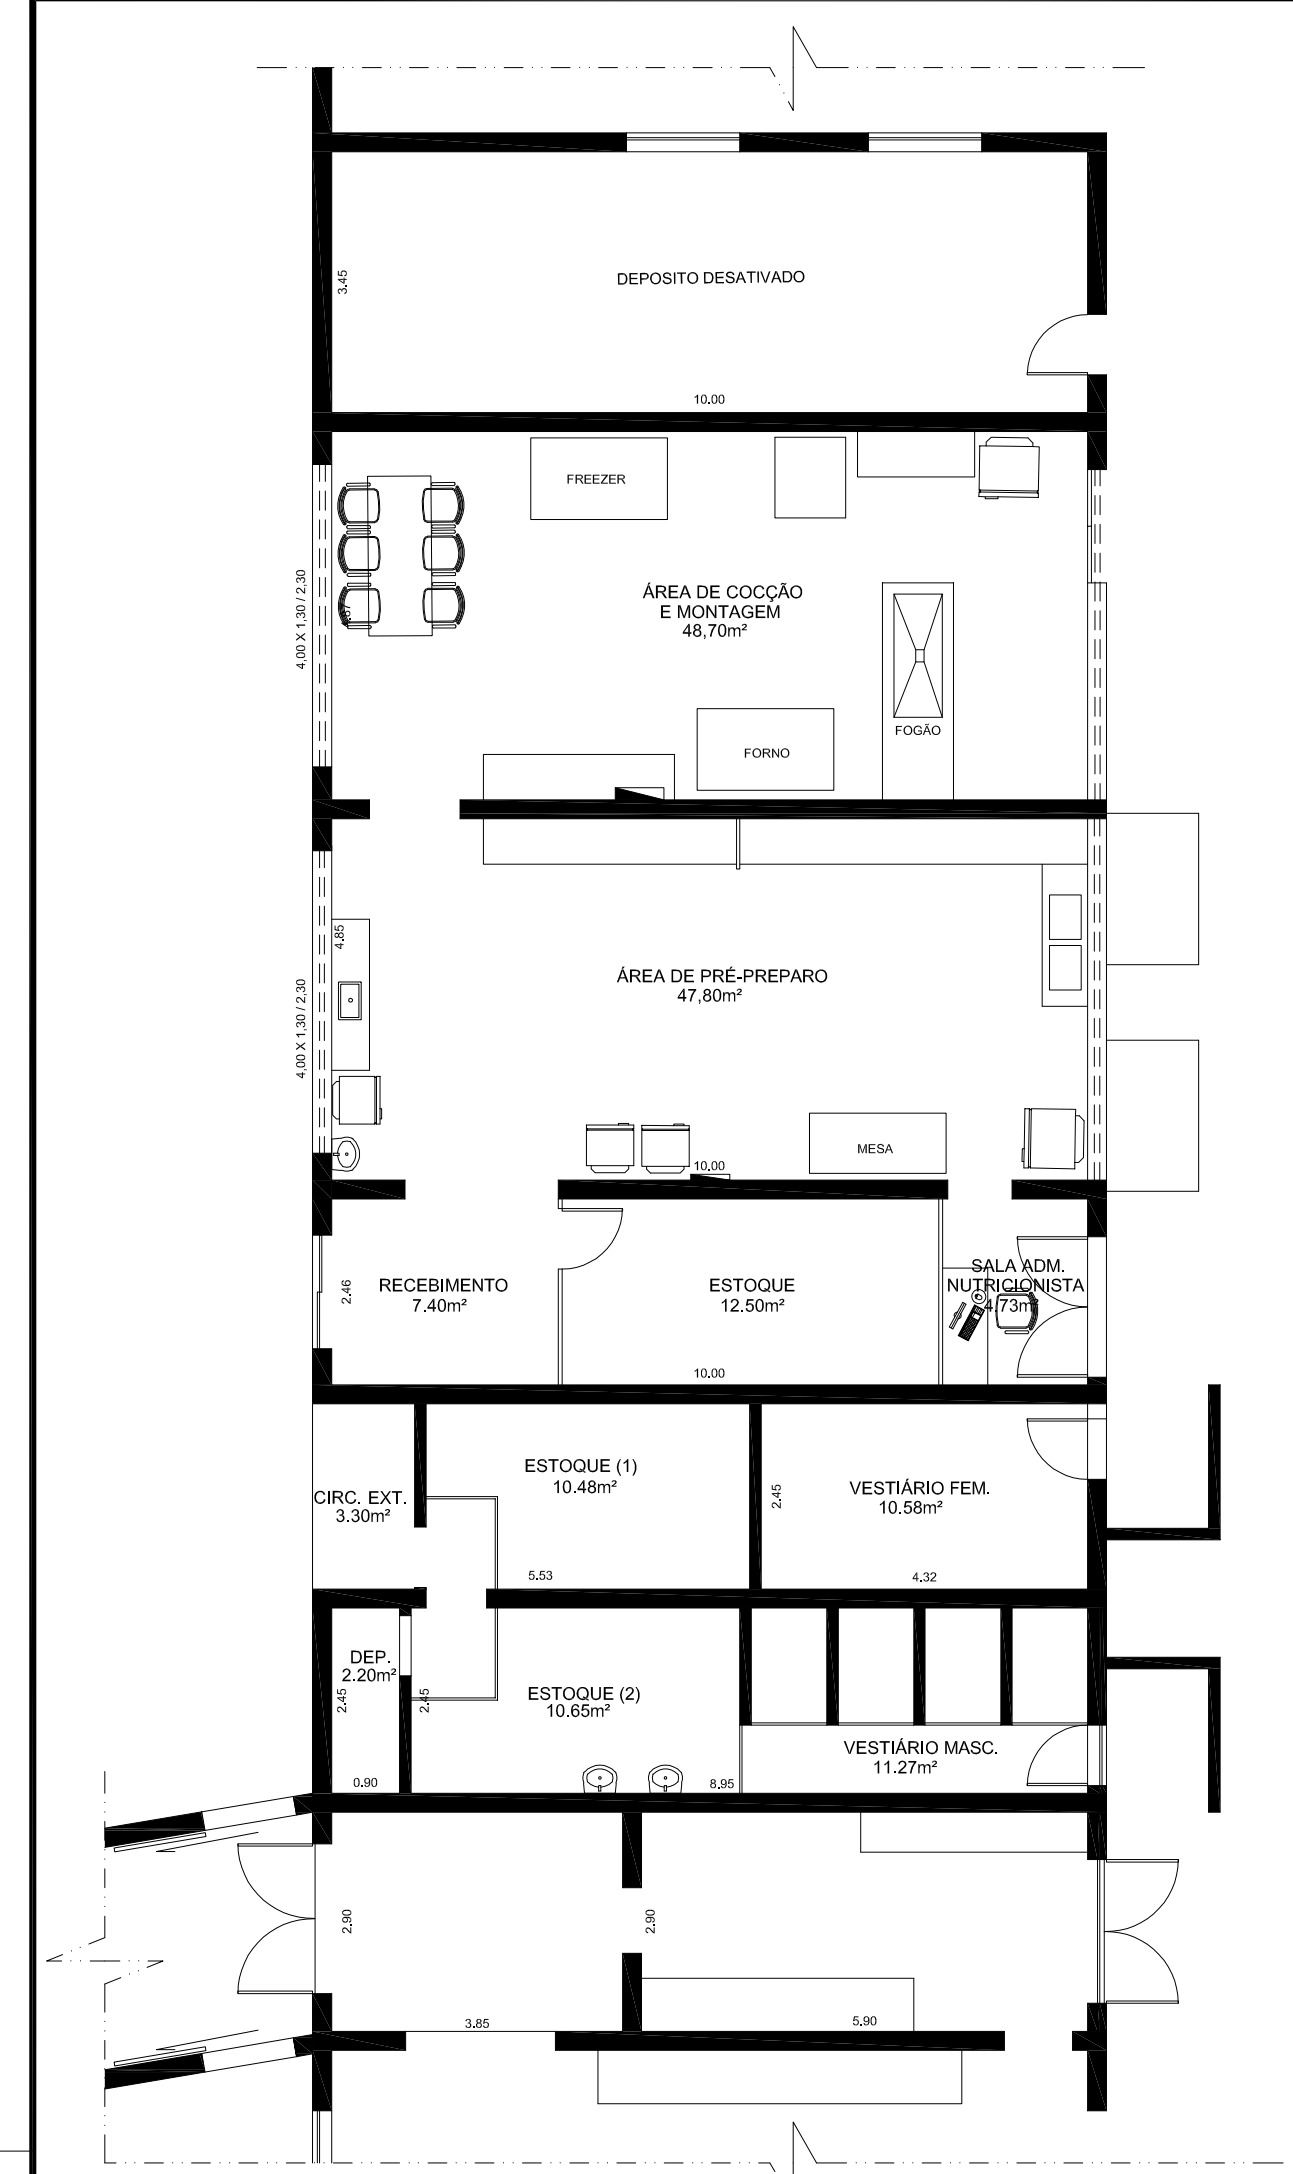 DEPOSITO DESATIVADO
3.45
10.00
FREEZER
ÁREA DE COCÇÃO
E MONTAGEM
48,70m²
4,00 X 1,30 / 2,30
FOGÃO
FORNO
4.85
ÁREA DE PRÉ-PREPARO
47,80m²
4,00 X 1,30 / 2,30
MESA
10.00
RECEBIMENTO
7.40m²
2.46
ESTOQUE
12.50m²
SALA ADM.
NUTRICIONISTA
4.73m²
10.00
ESTOQUE (1)
10.48m²
CIRC. EXT.
3.30m²
VESTIÁRIO FEM.
10.58m²
2.45
5.53
4.32
DEP.
2.20m²
2.45
2.45
ESTOQUE (2)
10.65m²
VESTIÁRIO MASC.
11.27m²
0.90
8.95
2.90
2.90
3.85
5.90